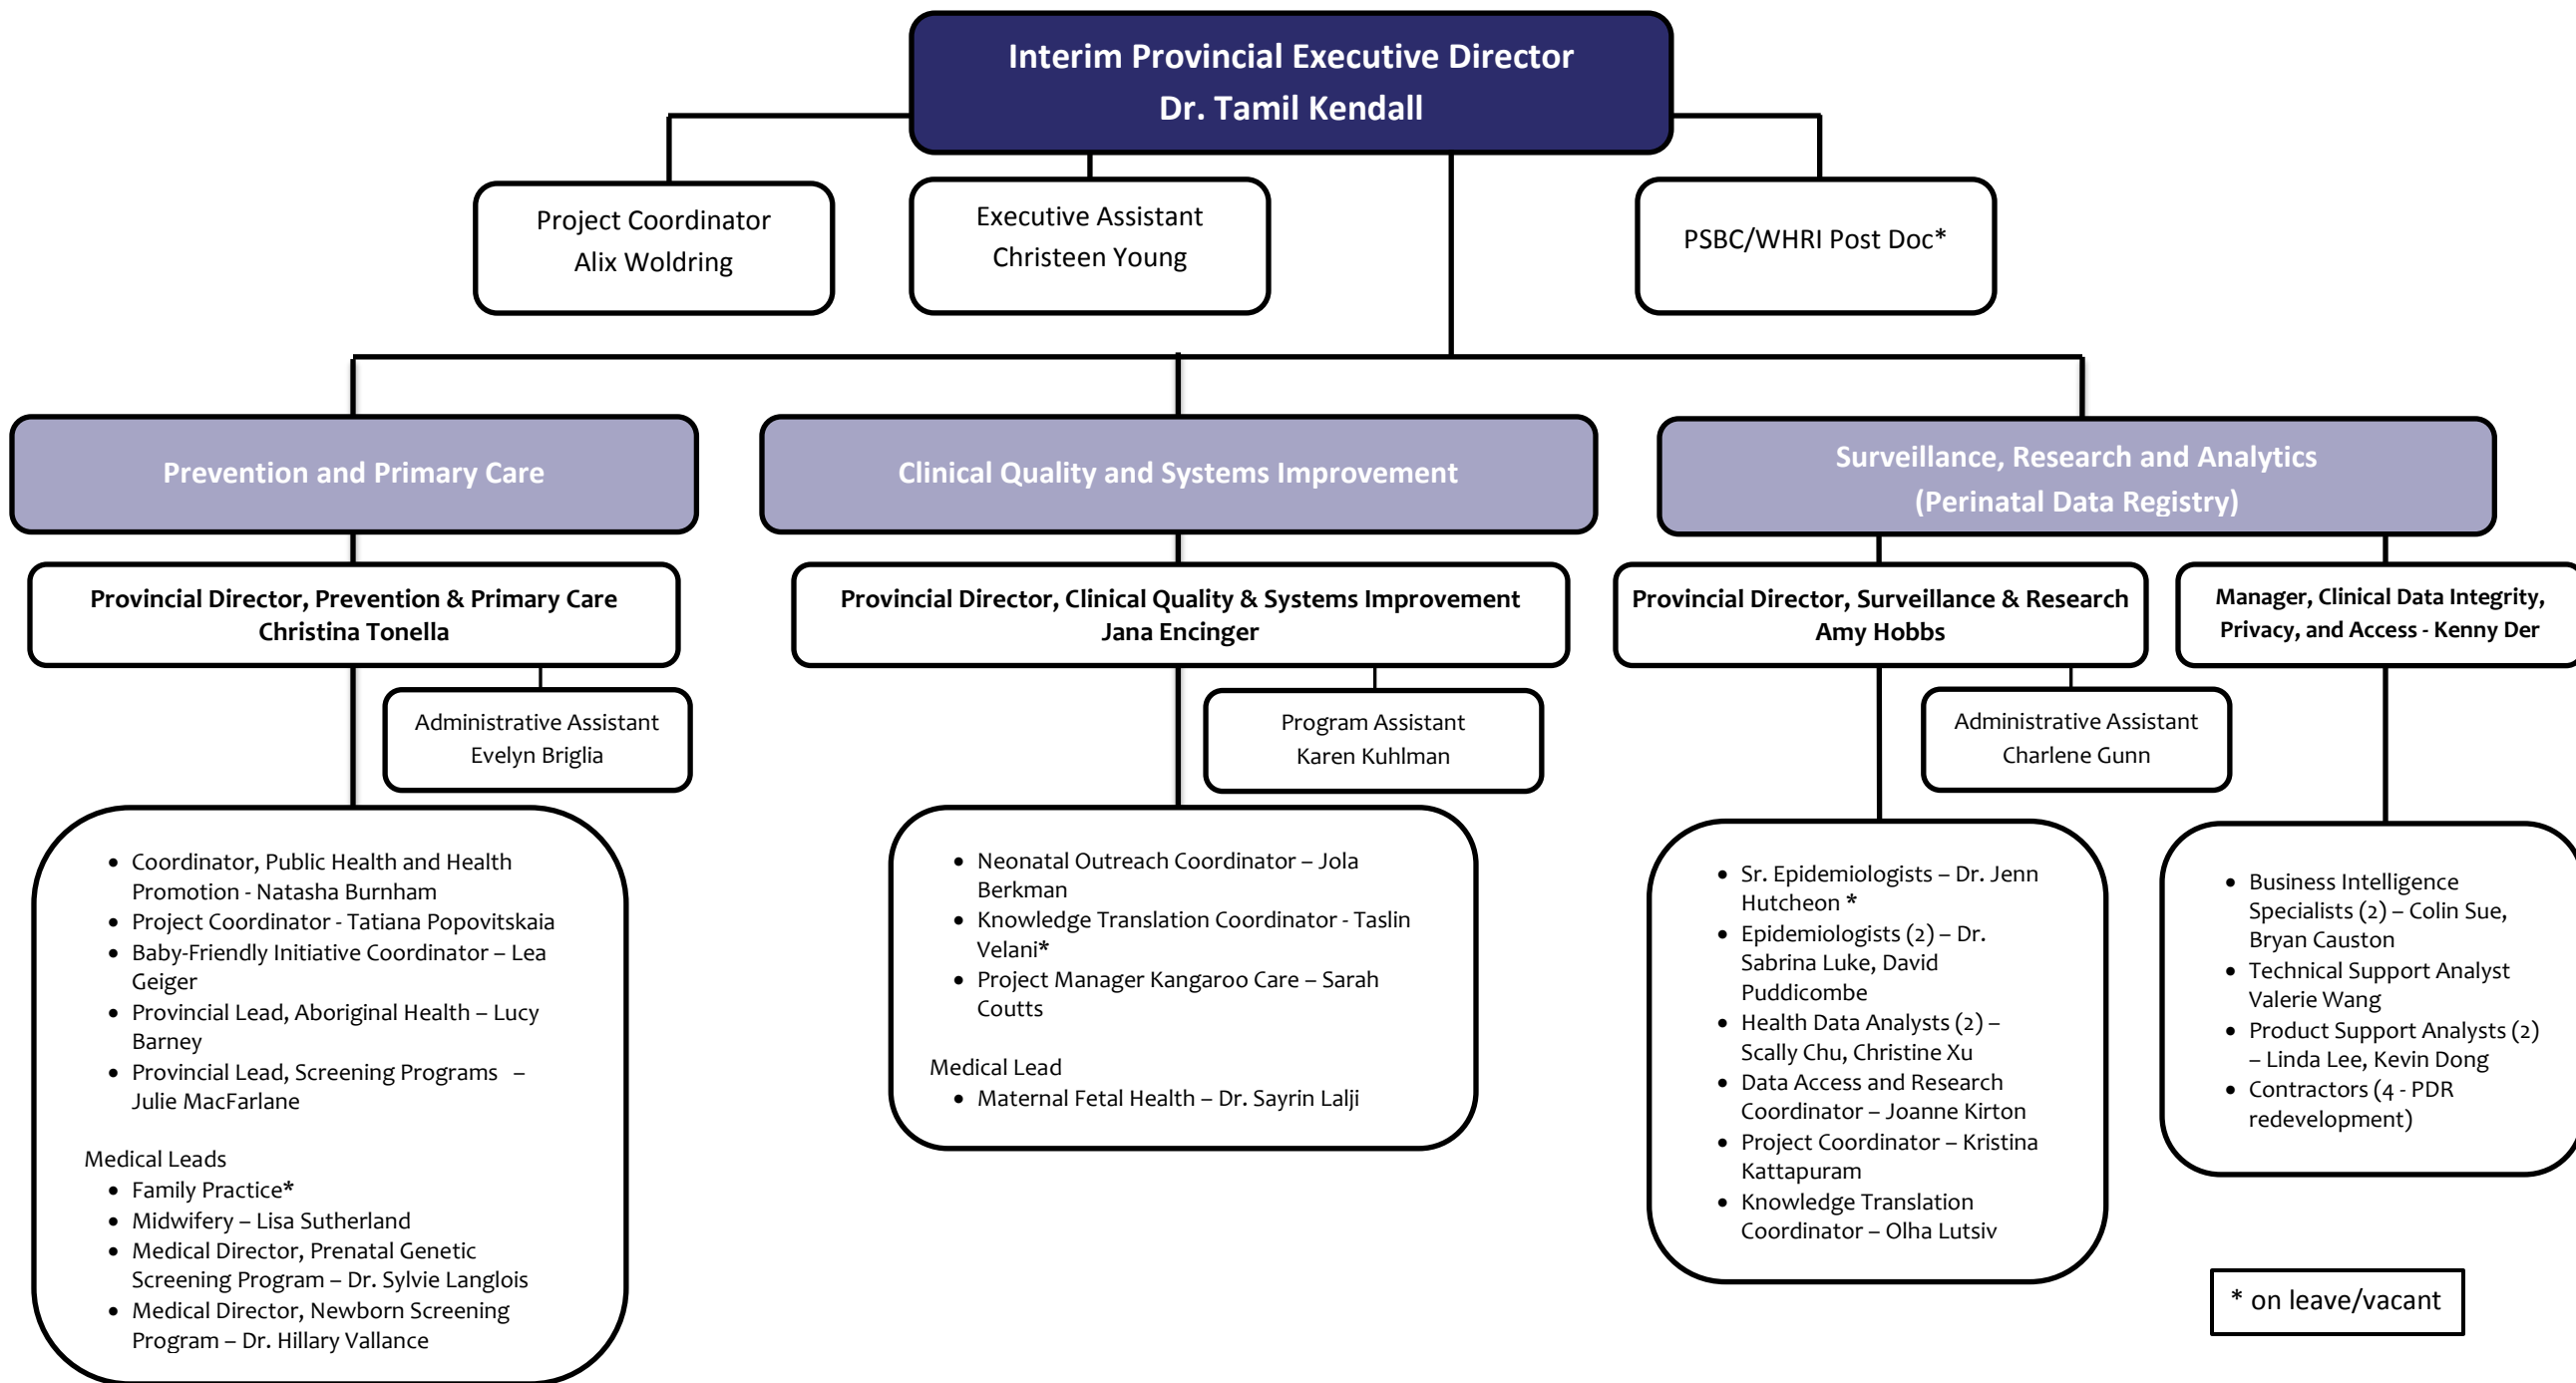 Interim Provincial Executive Director
Dr. Tamil Kendall
Project Coordinator
Alix Woldring
Executive Assistant
Christeen Young
PSBC/WHRI Post Doc*
Prevention and Primary Care
Clinical Quality and Systems Improvement
Surveillance, Research and Analytics
(Perinatal Data Registry)
Provincial Director, Prevention & Primary Care
Christina Tonella
Provincial Director, Clinical Quality & Systems Improvement
Jana Encinger
Provincial Director, Surveillance & Research
Amy Hobbs
Manager, Clinical Data Integrity,
Privacy, and Access - Kenny Der
Administrative Assistant
Evelyn Briglia
Program Assistant
Karen Kuhlman
Administrative Assistant
Charlene Gunn
• Coordinator, Public Health and Health
Promotion - Natasha Burnham
• Project Coordinator - Tatiana Popovitskaia
• Baby-Friendly Initiative Coordinator – Lea
Geiger
• Provincial Lead, Aboriginal Health – Lucy
Barney
• Provincial Lead, Screening Programs –
Julie MacFarlane
Medical Leads
• Family Practice*
• Midwifery – Lisa Sutherland
• Medical Director, Prenatal Genetic
Screening Program – Dr. Sylvie Langlois
• Medical Director, Newborn Screening
Program – Dr. Hillary Vallance
• Neonatal Outreach Coordinator – Jola
Berkman
• Knowledge Translation Coordinator - Taslin
Velani*
• Project Manager Kangaroo Care – Sarah
Coutts
Medical Lead
• Maternal Fetal Health – Dr. Sayrin Lalji
• Sr. Epidemiologists – Dr. Jenn
Hutcheon *
• Epidemiologists (2) – Dr.
Sabrina Luke, David
Puddicombe
• Health Data Analysts (2) –
Scally Chu, Christine Xu
• Data Access and Research
Coordinator – Joanne Kirton
• Project Coordinator – Kristina
Kattapuram
• Knowledge Translation
Coordinator – Olha Lutsiv
• Business Intelligence
Specialists (2) – Colin Sue,
Bryan Causton
• Technical Support Analyst
Valerie Wang
• Product Support Analysts (2)
– Linda Lee, Kevin Dong
• Contractors (4 - PDR
redevelopment)
* on leave/vacant